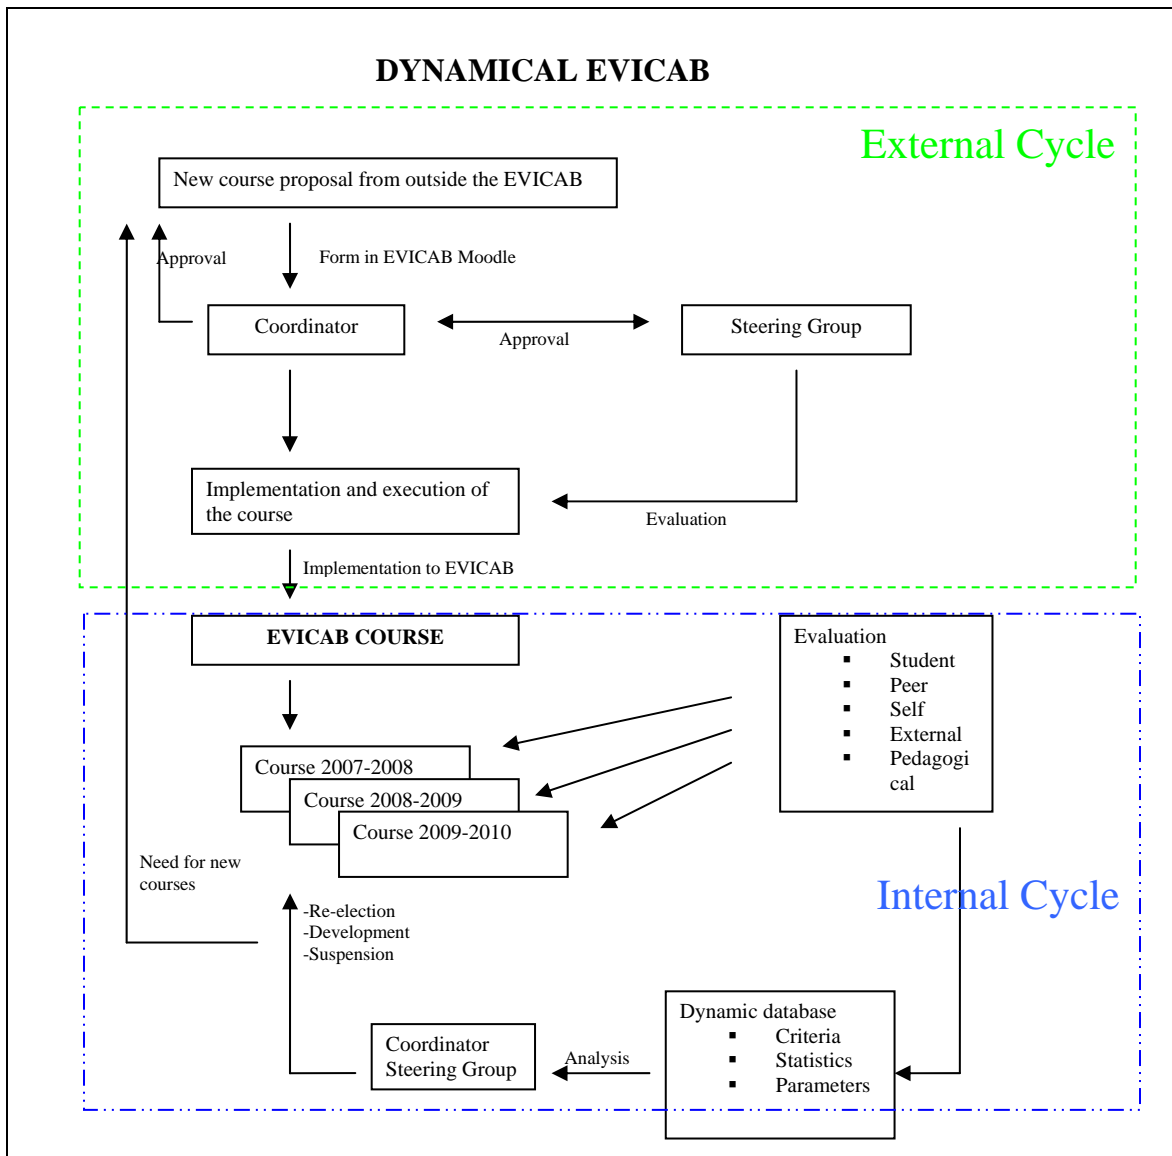 DYNAMICAL EVICAB
External Cycle
New course proposal from outside the EVICAB
Approval
Form in EVICAB Moodle
Coordinator
Approval
Steering Group
Implementation and execution of
the course
Evaluation
Implementation to EVICAB
EVICAB COURSE
Evaluation
▪ Student
▪ Peer
▪ Self
▪ External
▪ Pedagogi
cal
Course 2007-2008
Course 2008-2009
Course 2009-2010
Need for new
courses
Internal Cycle
-Re-election
-Development
-Suspension
Dynamic database
▪ Criteria
▪ Statistics
▪ Parameters
Analysis
Coordinator
Steering Group